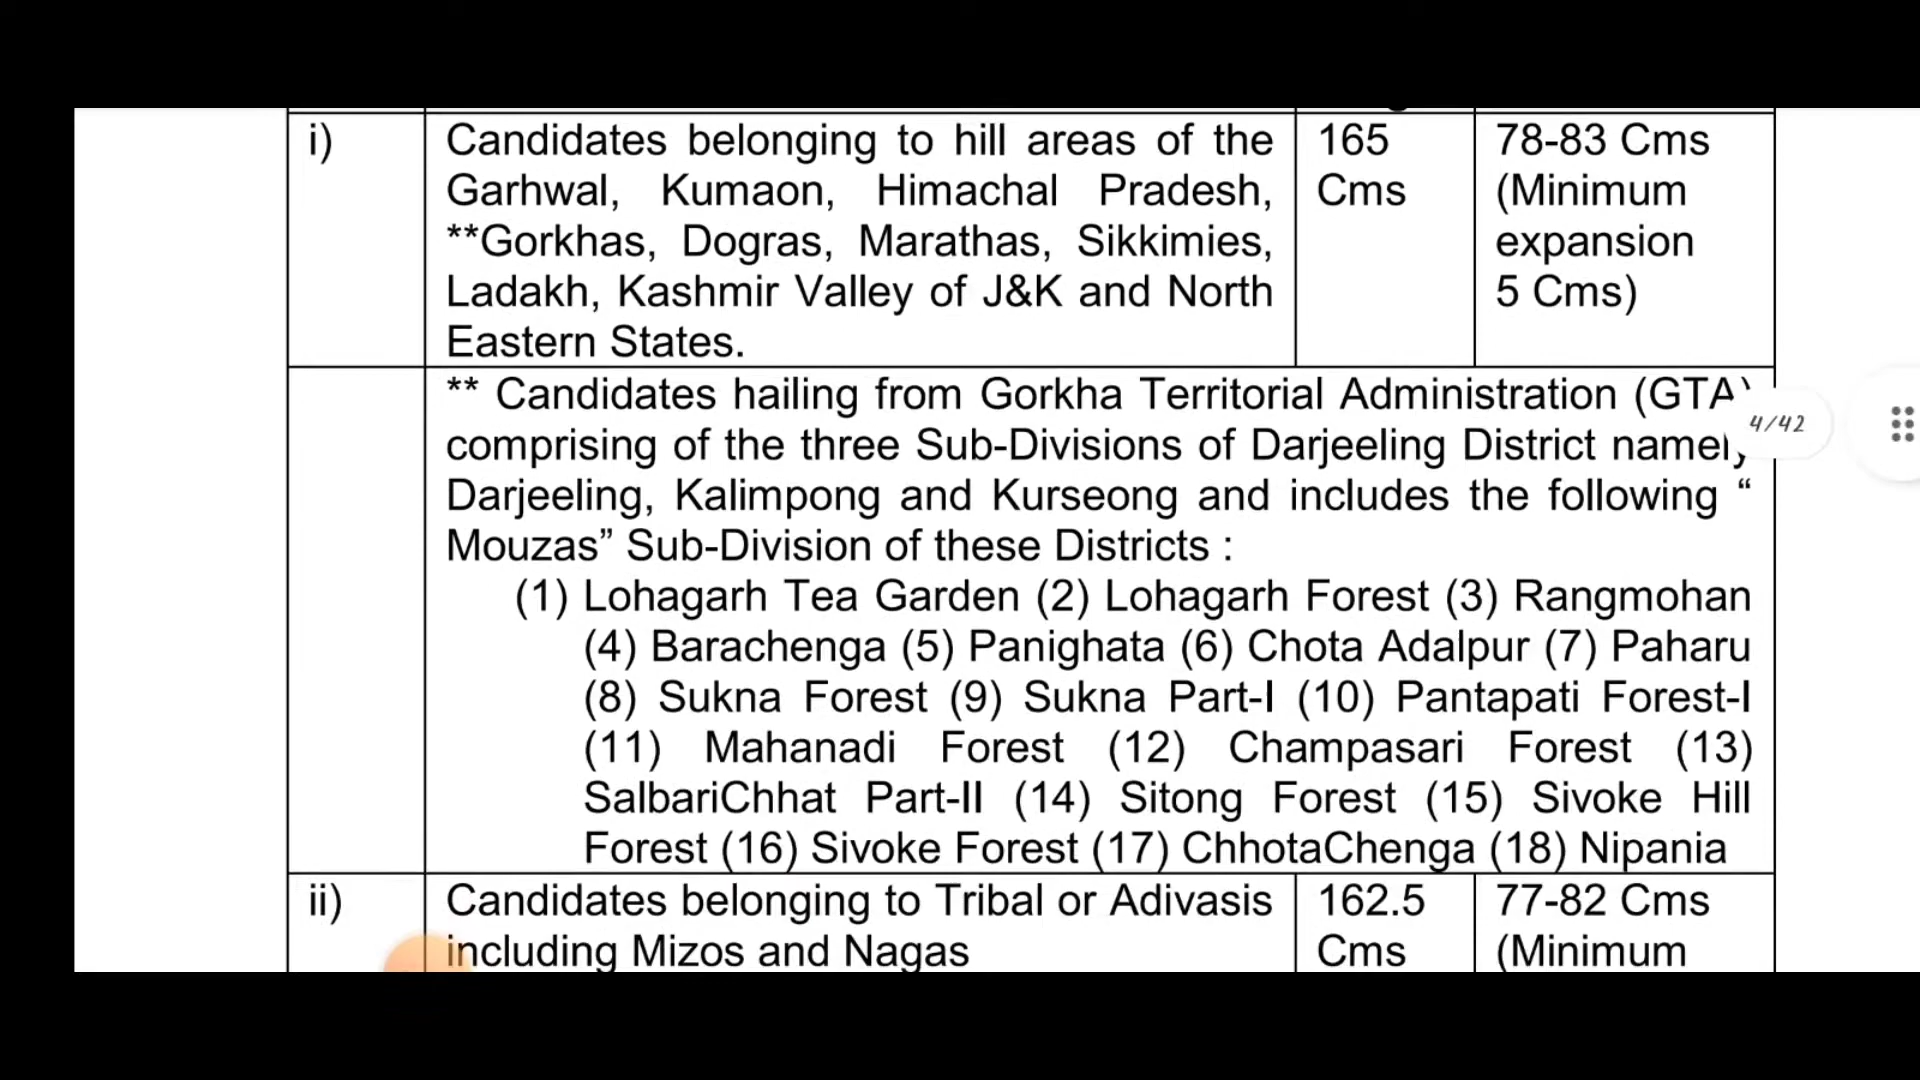 i) Candidates belonging to hill areas of the 165 78-83 Cms
Garhwal, Kumaon, Himachal Pradesh, Cms (Minimum
**Gorkhas, Dogras, Marathas, Sikkimies, expansion
Ladakh, Kashmir Valley of J&K and North 5 Cms)
Eastern States.
** Candidates hailing from Gorkha Territorial Administration (GTA)
4/42
comprising of the three Sub-Divisions of Darjeeling District namely
Darjeeling, Kalimpong and Kurseong and includes the following “
Mouzas” Sub-Division of these Districts :
(1) Lohagarh Tea Garden (2) Lohagarh Forest (3) Rangmohan
(4) Barachenga (5) Panighata (6) Chota Adalpur (7) Paharu
(8) Sukna Forest (9) Sukna Part-I (10) Pantapati Forest-I
(11) Mahanadi Forest (12) Champasari Forest (13)
SalbariChhat Part-II (14) Sitong Forest (15) Sivoke Hill
Forest (16) Sivoke Forest (17) ChhotaChenga (18) Nipania
ii) Candidates belonging to Tribal or Adivasis 162.5 77-82 Cms
including Mizos and Nagas Cms (Minimum